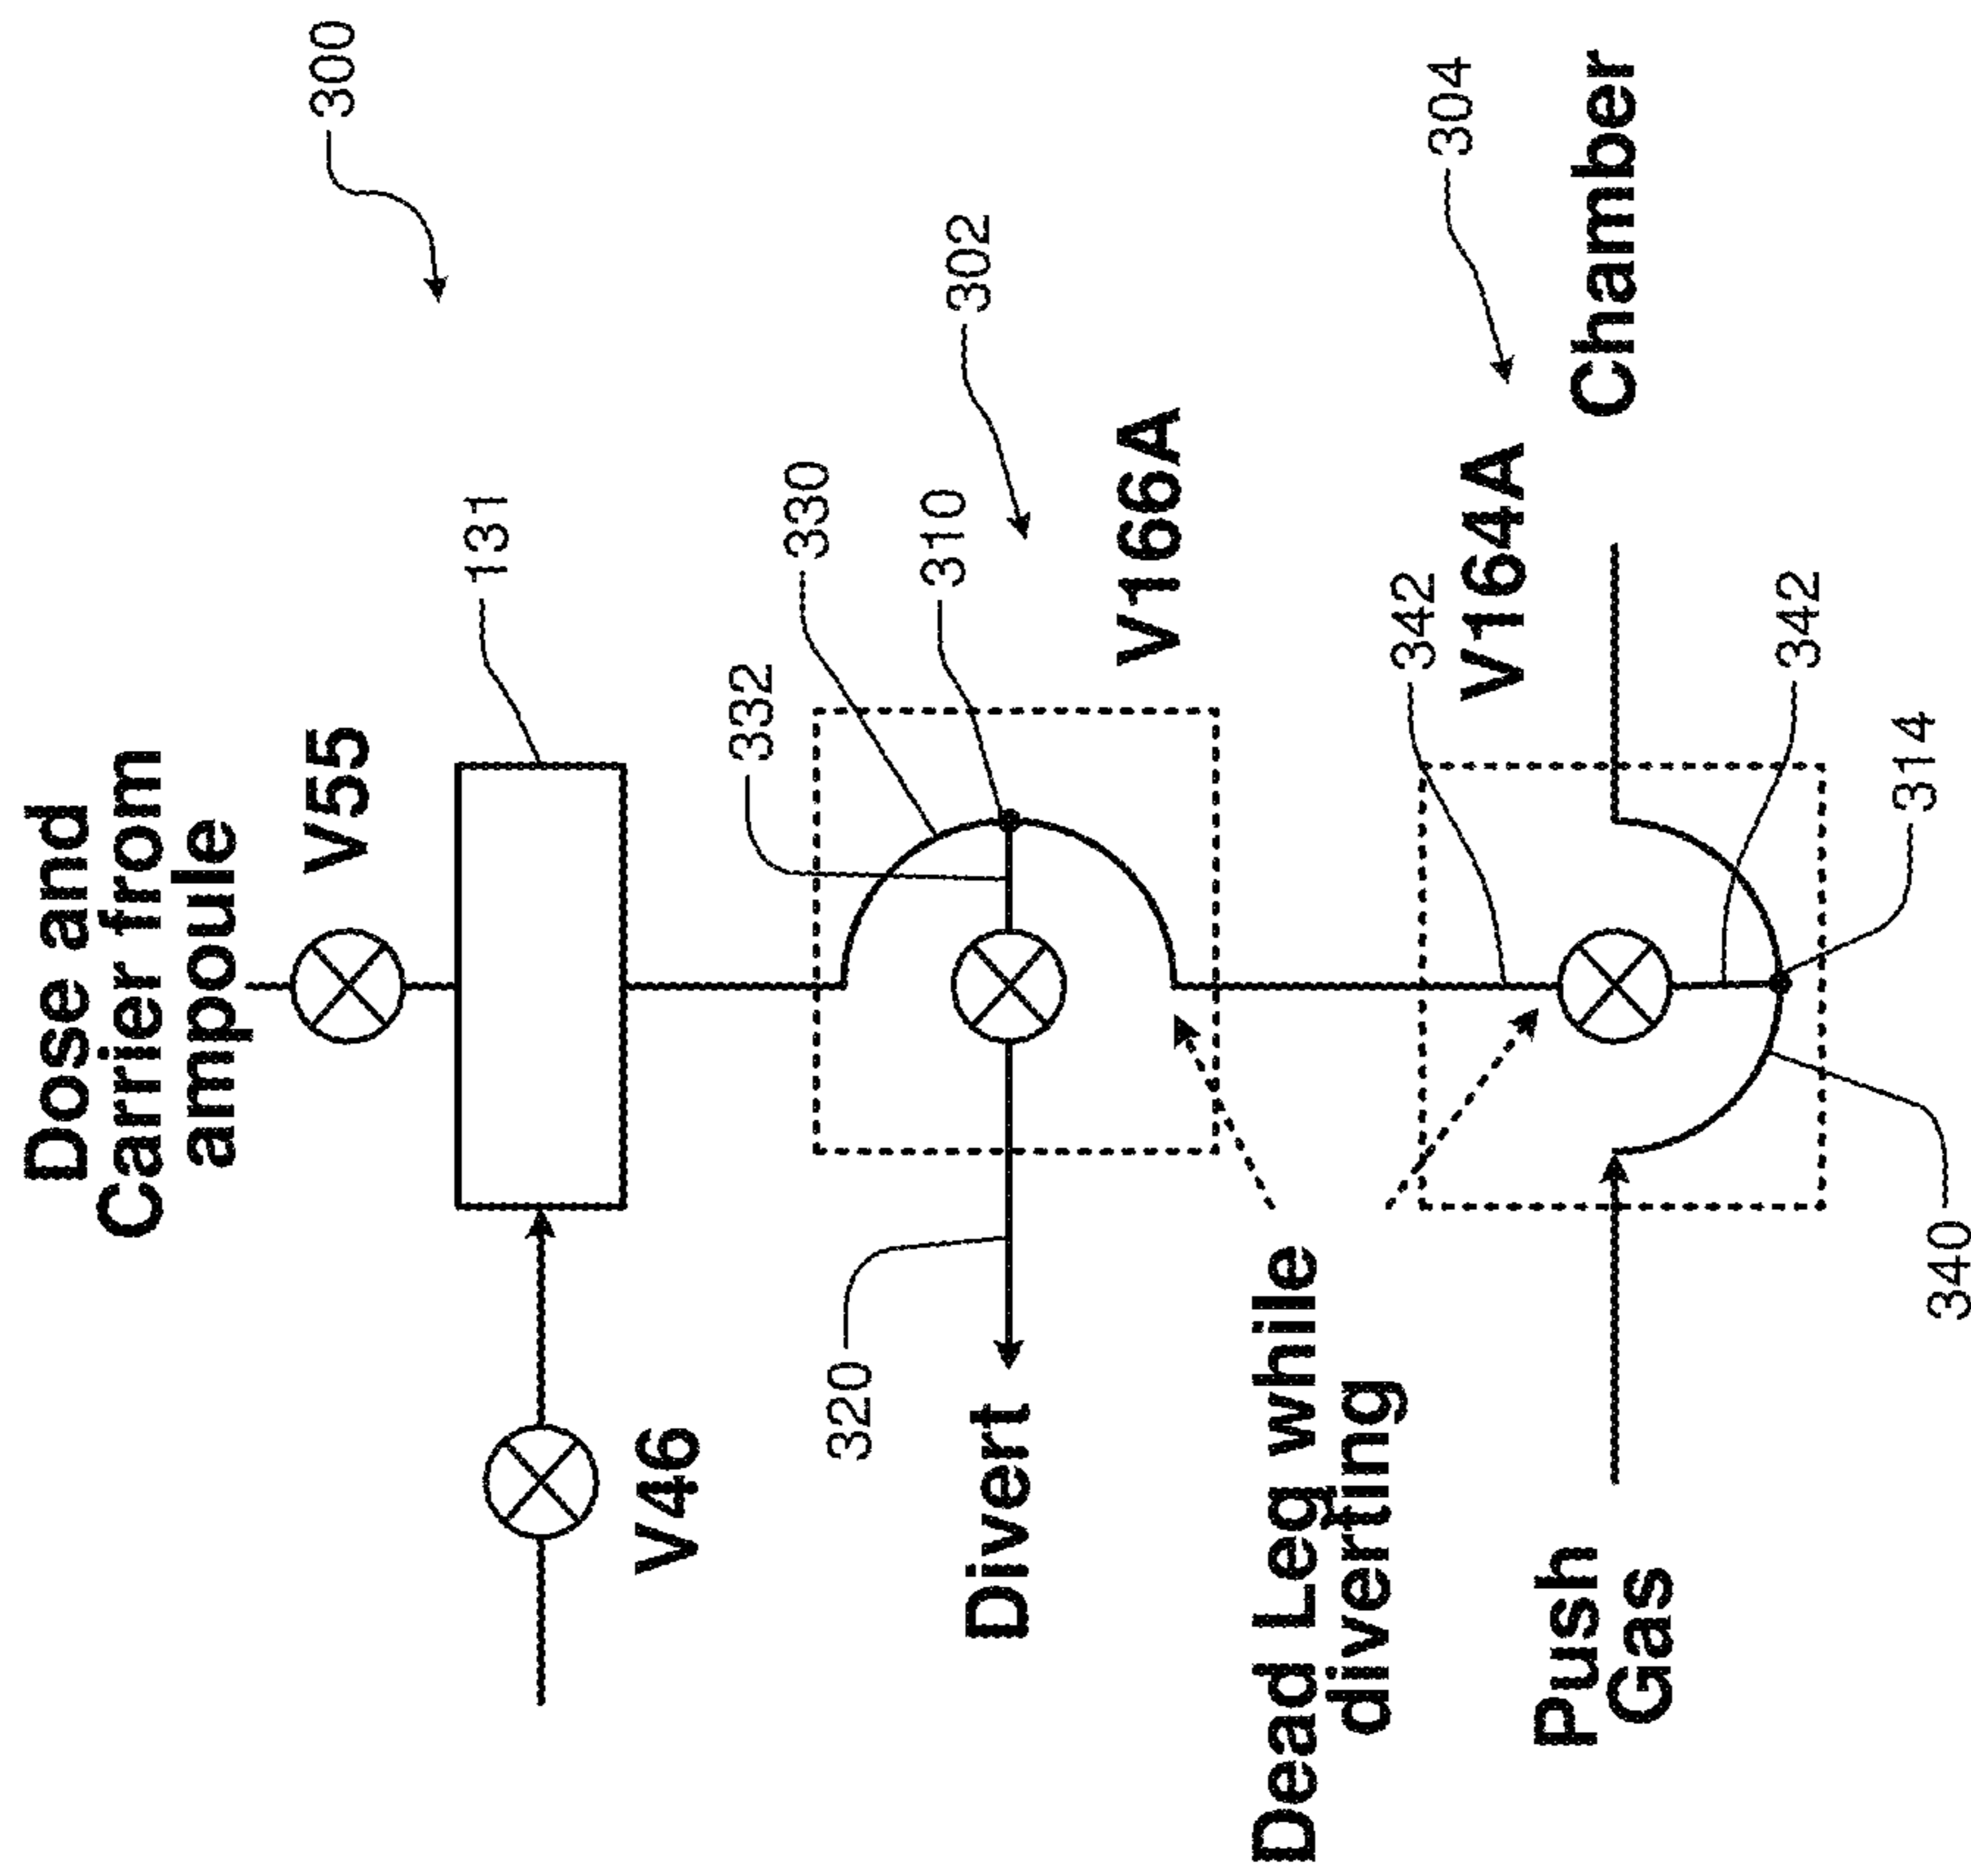 Dose and
Carrier from
ampoule
V55
300
131
V46
332
330
320
310
302
Divert
V166A
Dead Leg while
diverting
342
V164A
304
Push
Gas
Chamber
342
314
340